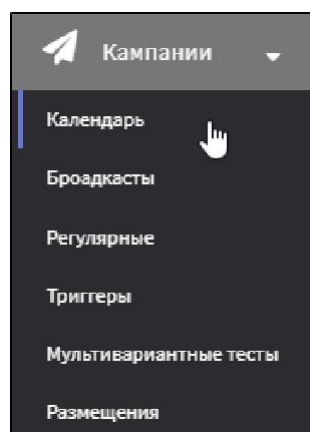 Кампании
Календарь
Броадкасты
Регулярные
Триггеры
Мультивариантные тесты
Размещения